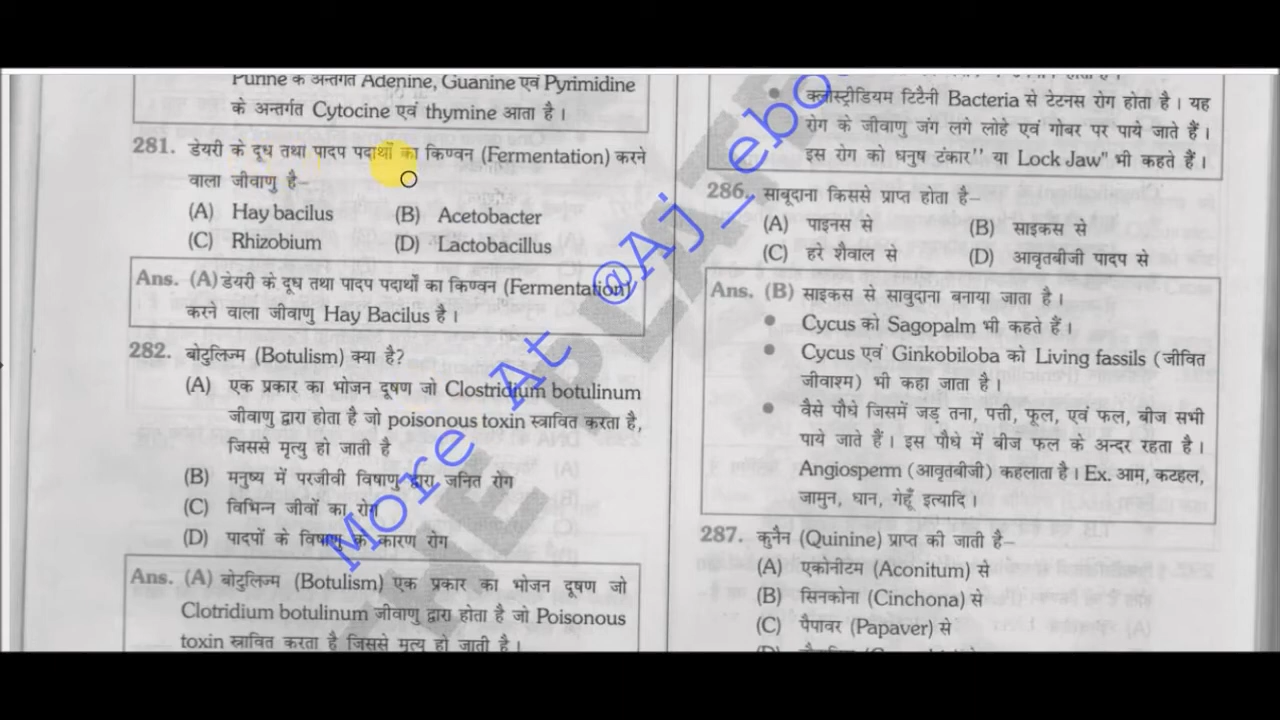 Purine के अन्तर्गत Adenine, Guanine एवं Pyrimidine
के अन्तर्गत Cytocine एवं thymine आता है।
281. डेयरी के दूध तथा पादप पदार्थों का किण्वन (Fermentation) करने
वाला जीवाणु है–
(A) Hay bacilus (B) Acetobacter
(C) Rhizobium (D) Lactobacillus
Ans. (A) डेयरी के दूध तथा पादप पदार्थों का किण्वन (Fermentation)
करने वाला जीवाणु Hay Bacilus है।
282. बोटुलिज्म (Botulism) क्या है?
(A) एक प्रकार का भोजन दूषण जो Clostridium botulinum
जीवाणु द्वारा होता है जो poisonous toxin स्त्रावित करता है,
जिससे मृत्यु हो जाती है
(B) मनुष्य में परजीवी विषाणु द्वारा जनित रोग
(C) विभिन्न जीवों का रोग
(D) पादपों के विषाणु के कारण रोग
Ans. (A) बोटुलिज्म (Botulism) एक प्रकार का भोजन दूषण जो
Clotridium botulinum जीवाणु द्वारा होता है जो Poisonous
toxin स्त्रावित करता है जिससे मृत्यु हो जाती है।
क्लोस्ट्रीडियम टिटैनी Bacteria से टेटनस रोग होता है। यह
रोग के जीवाणु जंग लगे लोहे एवं गोबर पर पाये जाते हैं।
इस रोग को धनुष टंकार" या Lock Jaw" भी कहते हैं।
286. साबूदाना किससे प्राप्त होता है–
(A) पाइनस से (B) साइकस से
(C) हरे शैवाल से (D) आवृतबीजी पादप से
Ans. (B) साइकस से साबुदाना बनाया जाता है।
Cycus को Sagopalm भी कहते हैं।
Cycus एवं Ginkobiloba को Living fassils (जीवित
जीवाश्म) भी कहा जाता है।
वैसे पौधे जिसमें जड़ तना, पत्ती, फूल, एवं फल, बीज सभी
पाये जाते हैं। इस पौधे में बीज फल के अन्दर रहता है।
Angiosperm (आवृतबीजी) कहलाता है। Ex. आम, कटहल,
जामुन, धान, गेहूँ इत्यादि।
287. कुनैन (Quinine) प्राप्त की जाती है–
(A) एकोनीटम (Aconitum) से
(B) सिनकोना (Cinchona) से
(C) पैपावर (Papaver) से
More At @Aj_ebo